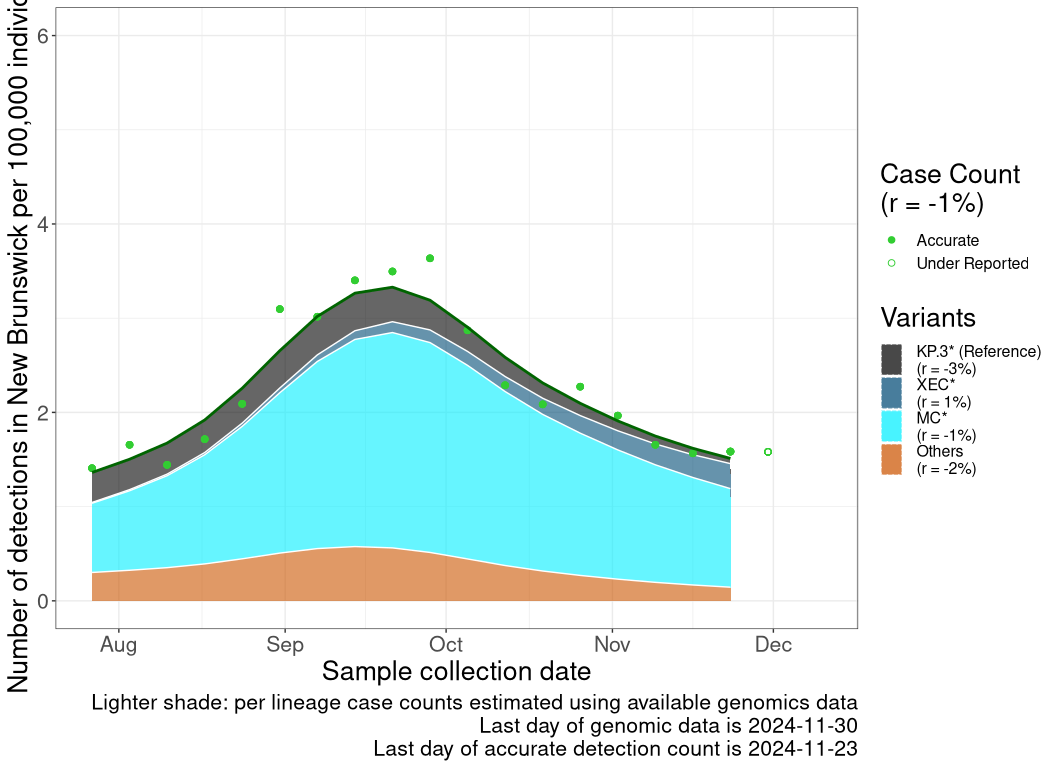 Number of detections in New Brunswick per 100,000
6
4
2
0
Aug Sep Oct Nov Dec
Sample collection date
Lighter shade: per lineage case counts estimated using available genomics data
Last day of genomic data is 2024-11-30
Last day of accurate detection count is 2024-11-23
Case Count
(r = -1%)
Accurate
Under Reported
Variants
KP.3* (Reference)
(r = -3%)
XEC*
(r = 1%)
MC*
(r = -1%)
Others
(r = -2%)